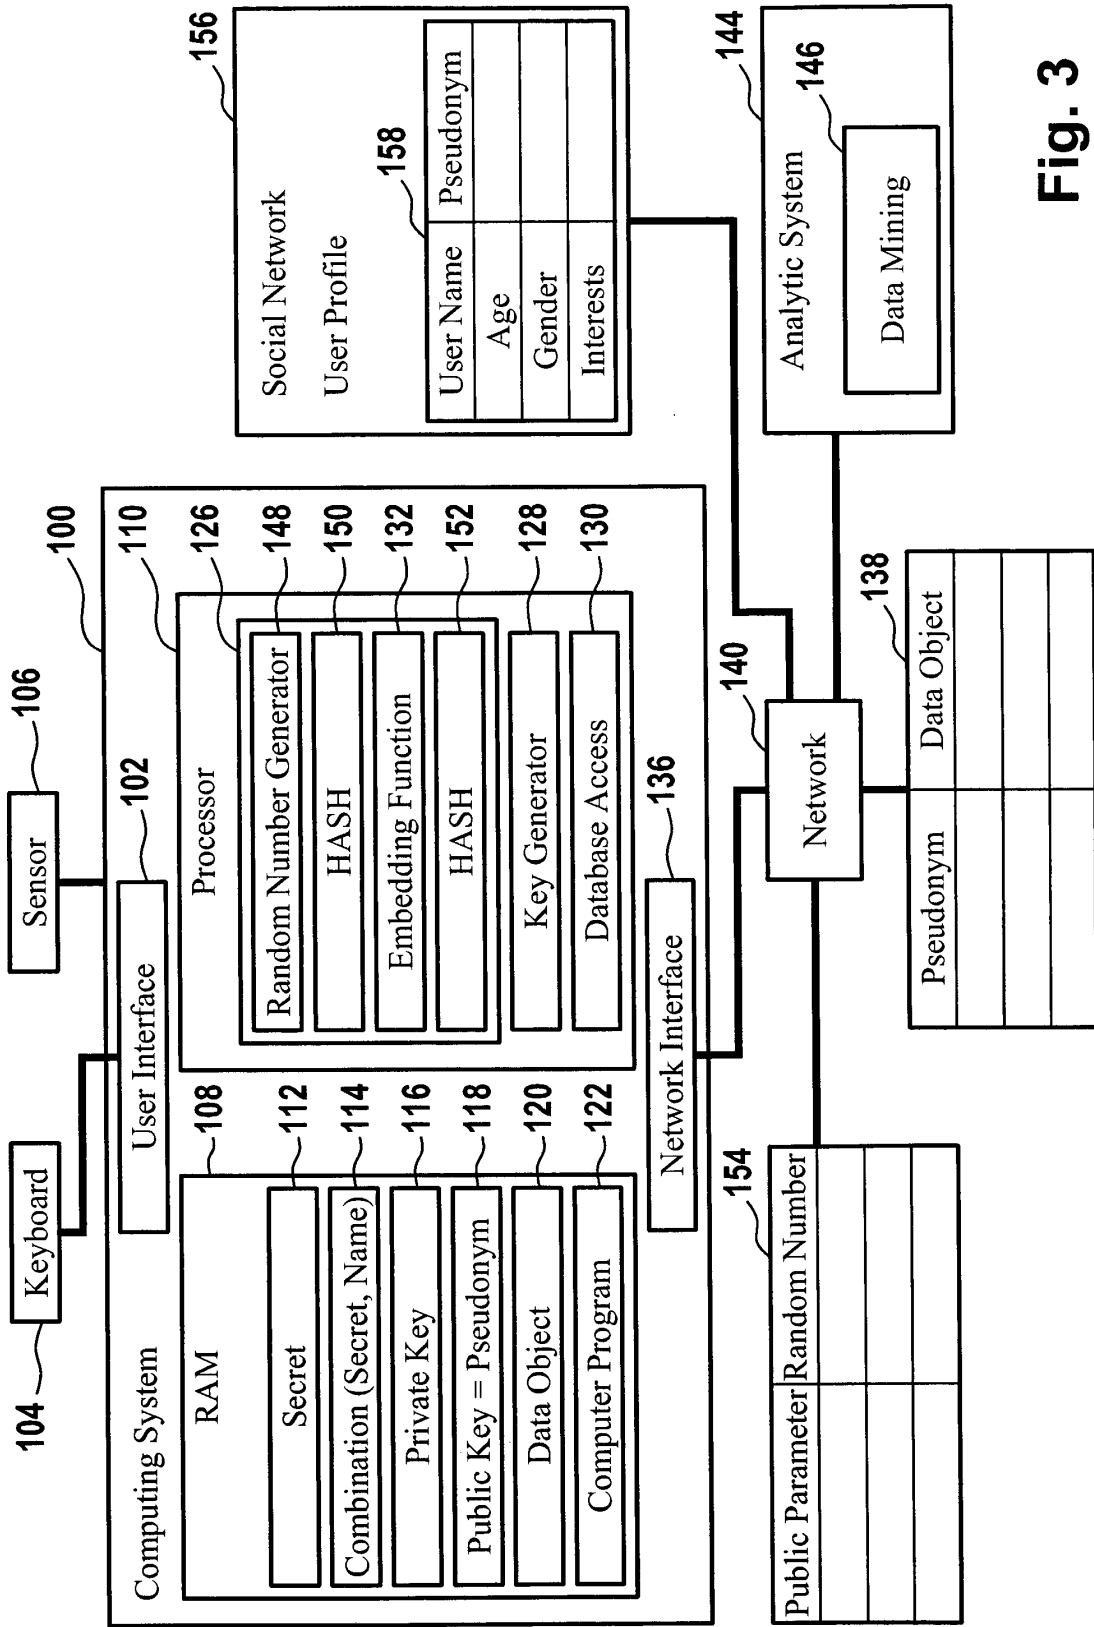 Keyboard
104
Sensor
106
100
Computing System
User Interface
102
110
RAM
108
Processor
126
Secret
112
Random Number Generator
148
Combination (Secret, Name)
114
HASH
150
Private Key
116
Embedding Function
132
Public Key = Pseudonym
118
HASH
152
Data Object
120
Key Generator
128
Computer Program
122
Database Access
130
Network Interface
136
156
Social Network
User Profile
158
User Name Pseudonym
Age
Gender
Interests
154
Public Parameter Random Number
Network
140
144
Analytic System
146
Data Mining
138
Pseudonym Data Object
Fig. 3